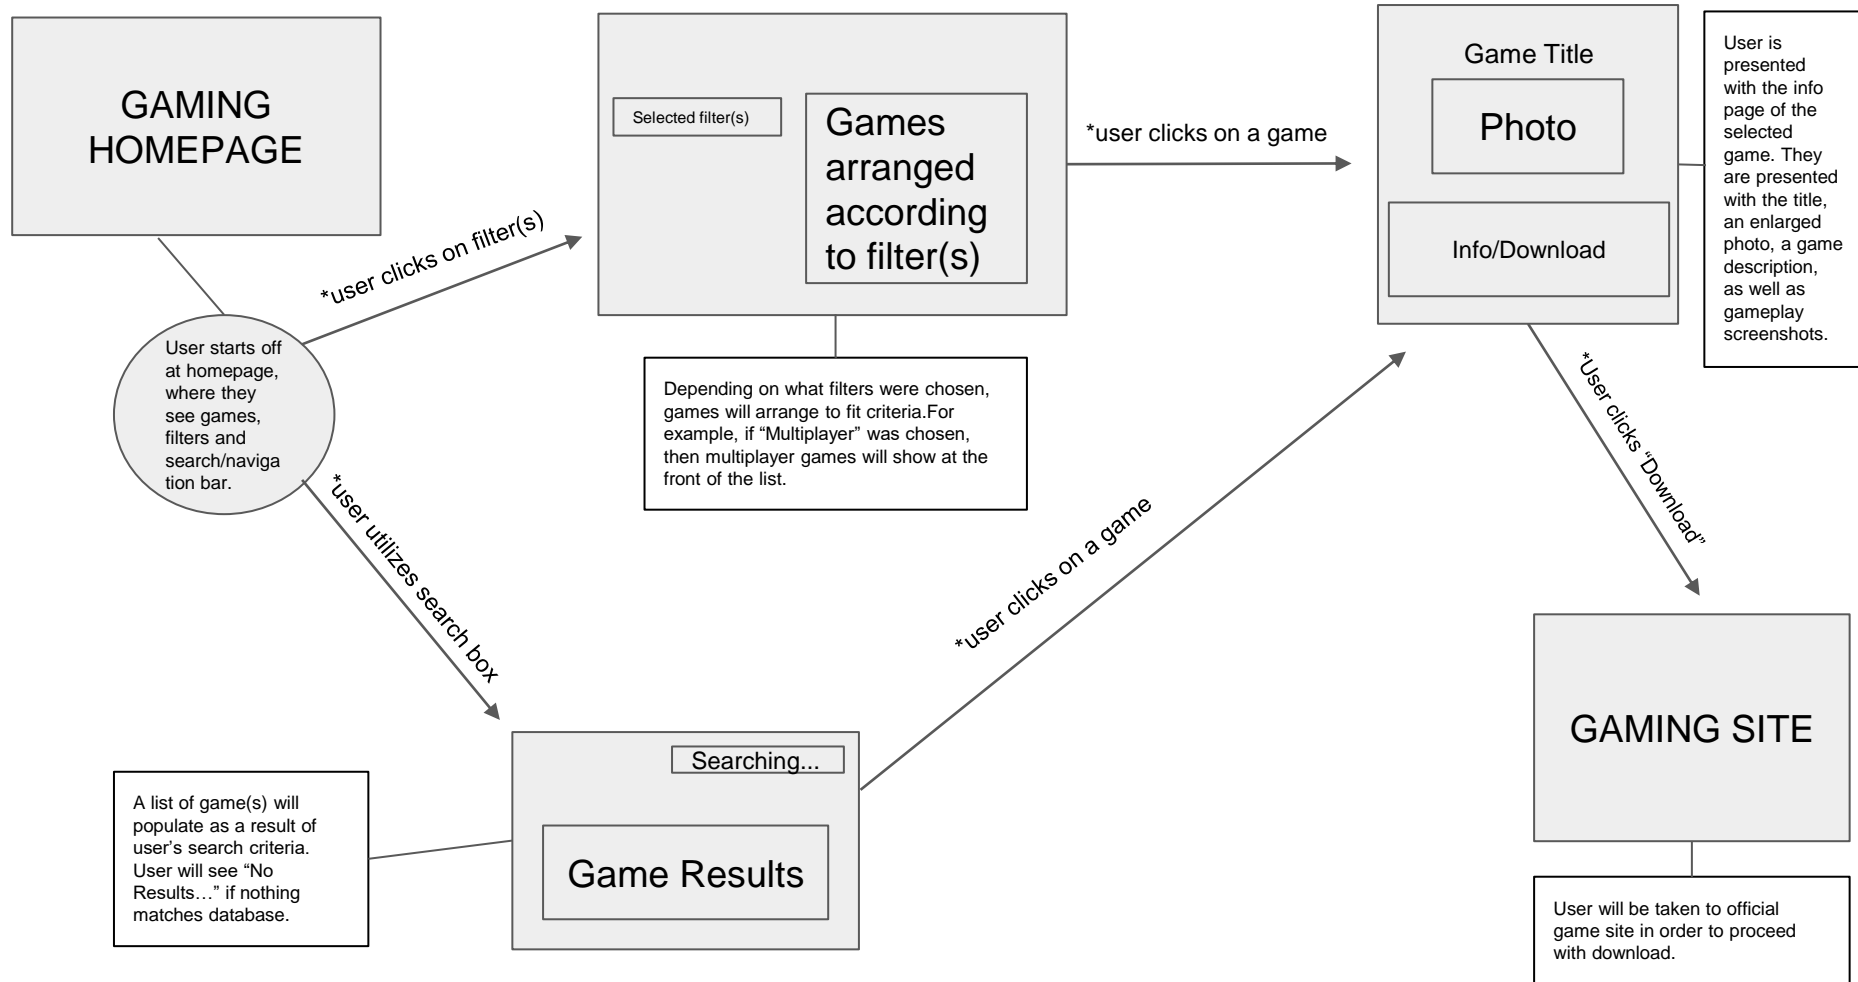 GAMING
HOMEPAGE
User starts off
at homepage,
where they
see games,
filters and
search/naviga
tion bar.
*user clicks on filter(s)
Selected filter(s)
Games
arranged
according
to filter(s)
Depending on what filters were chosen,
games will arrange to fit criteria.For
example, if “Multiplayer” was chosen,
then multiplayer games will show at the
front of the list.
*user clicks on a game
Game Title
Photo
Info/Download
User is
presented
with the info
page of the
selected
game. They
are presented
with the title,
an enlarged
photo, a game
description,
as well as
gameplay
screenshots.
*user utilizes search box
Searching...
Game Results
A list of game(s) will
populate as a result of
user’s search criteria.
User will see “No
Results…” if nothing
matches database.
*user clicks on a game
*User clicks “Download”
GAMING SITE
User will be taken to official
game site in order to proceed
with download.